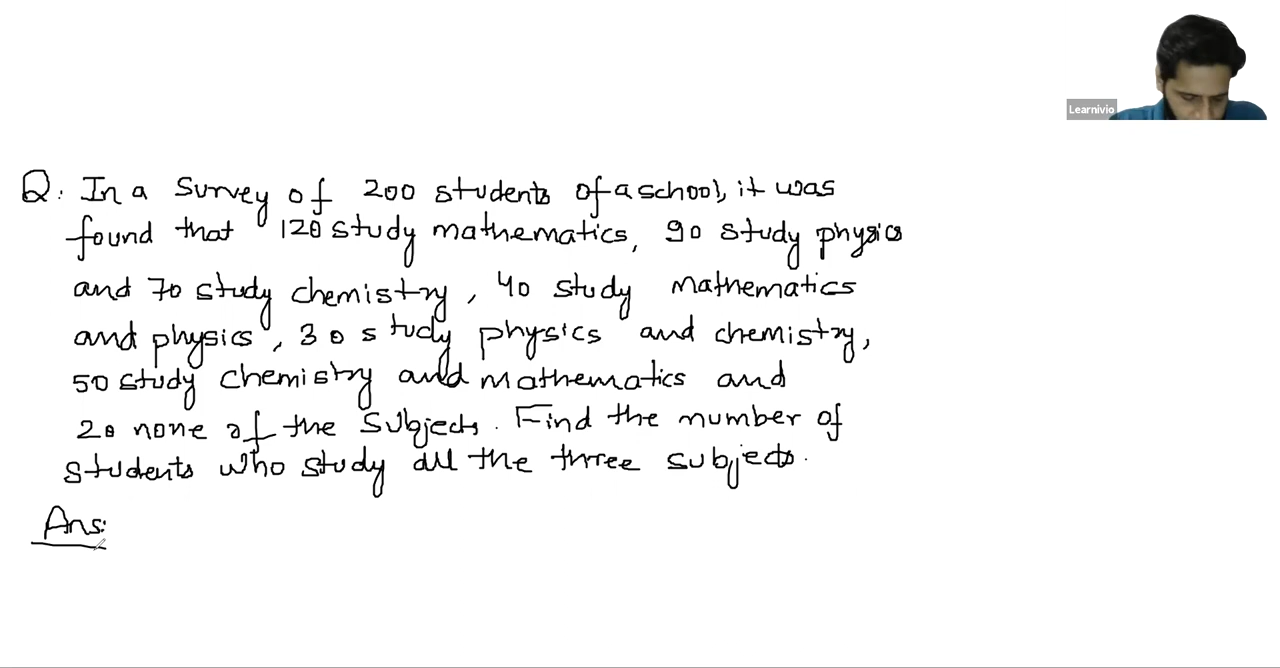 Learnivio
Q. In a survey of 200 students of a school, it was
found that 120 study mathematics, 90 study physics
and 70 study chemistry, 40 study mathematics
and physics, 30 study physics and chemistry,
50 study chemistry and mathematics and
20 none of the subjects. Find the number of
students who study all the three subjects.
Ans: